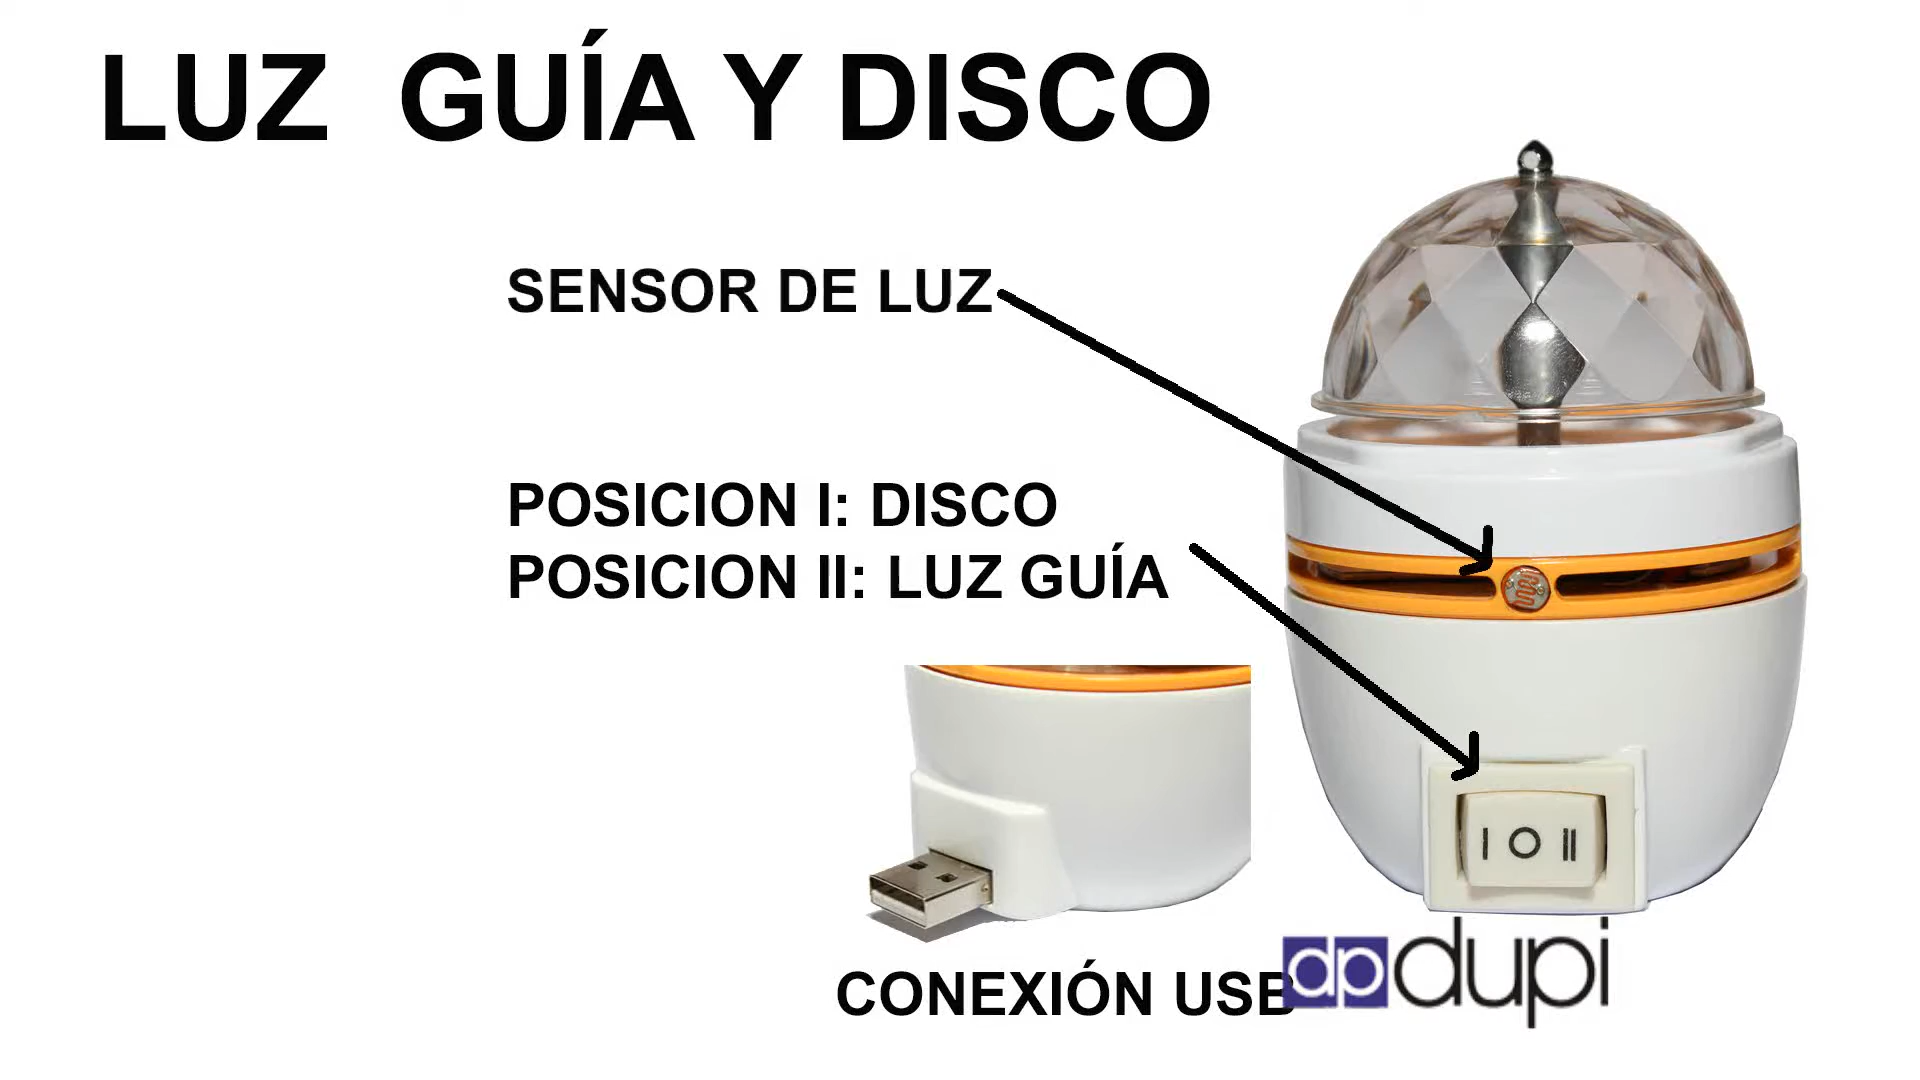 LUZ GUÍA Y DISCO
SENSOR DE LUZ
POSICION I: DISCO
POSICION II: LUZ GUÍA
I O II
CONEXIÓN USB
dp dupi